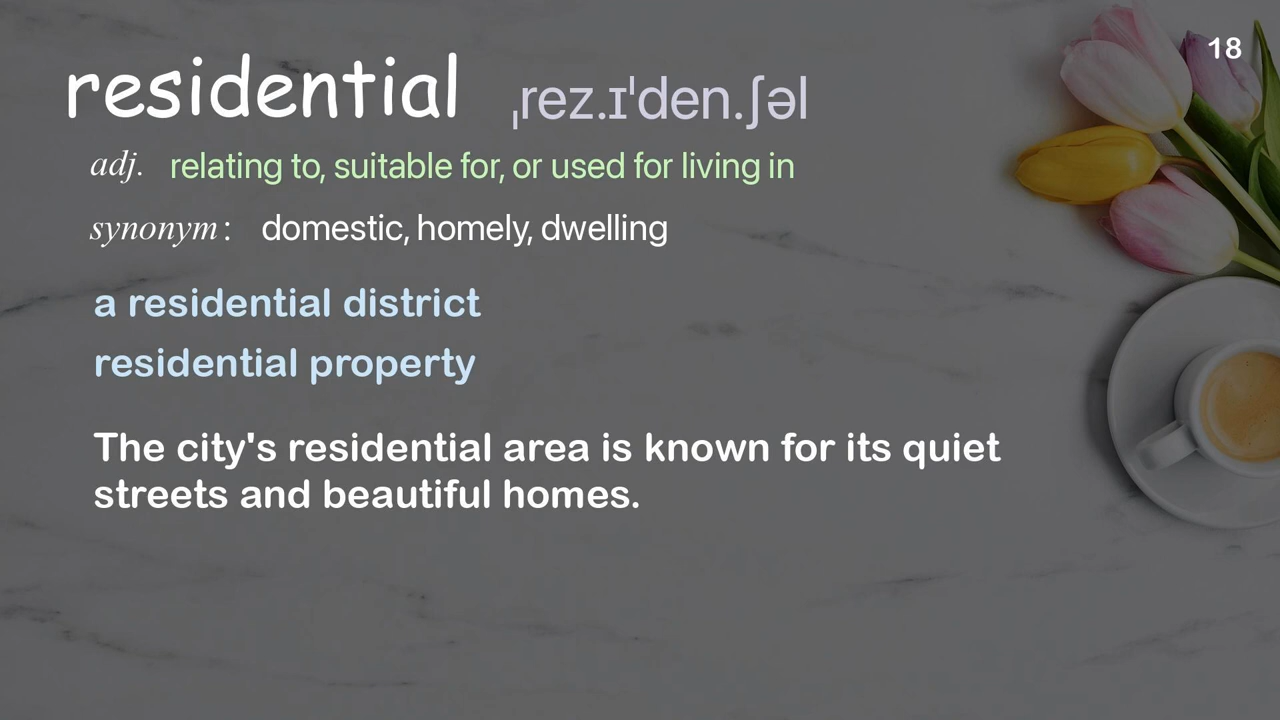 18
residential ˌrez.ɪˈden.ʃəl
adj. relating to, suitable for, or used for living in
synonym: domestic, homely, dwelling
a residential district
residential property
The city's residential area is known for its quiet
streets and beautiful homes.